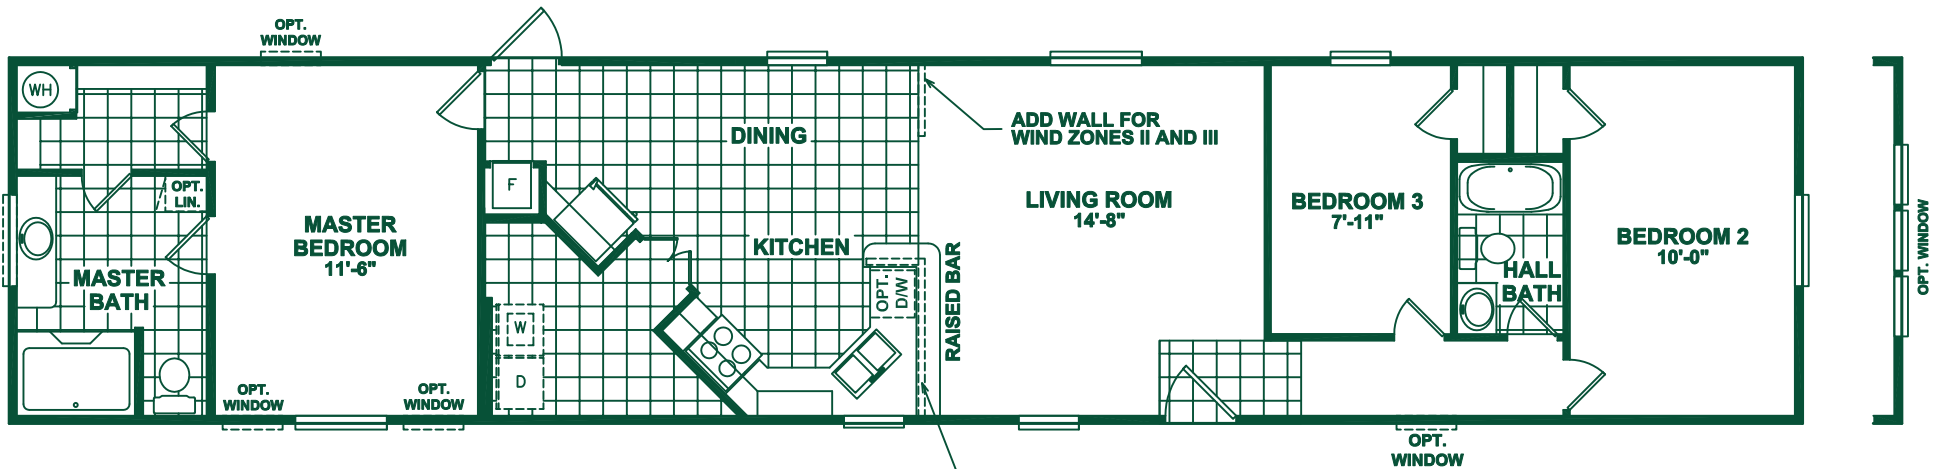 OPT.
WINDOW
WH
OPT.
LIN.
MASTER
BATH
MASTER
BEDROOM
11'-6"
OPT.
WINDOW
OPT.
WINDOW
F
W
D
DINING
KITCHEN
OPT.
D/W
RAISED BAR
ADD WALL FOR
WIND ZONES II AND III
LIVING ROOM
14'-8"
BEDROOM 3
7'-11"
HALL
BATH
BEDROOM 2
10'-0"
OPT.
WINDOW
OPT. WINDOW